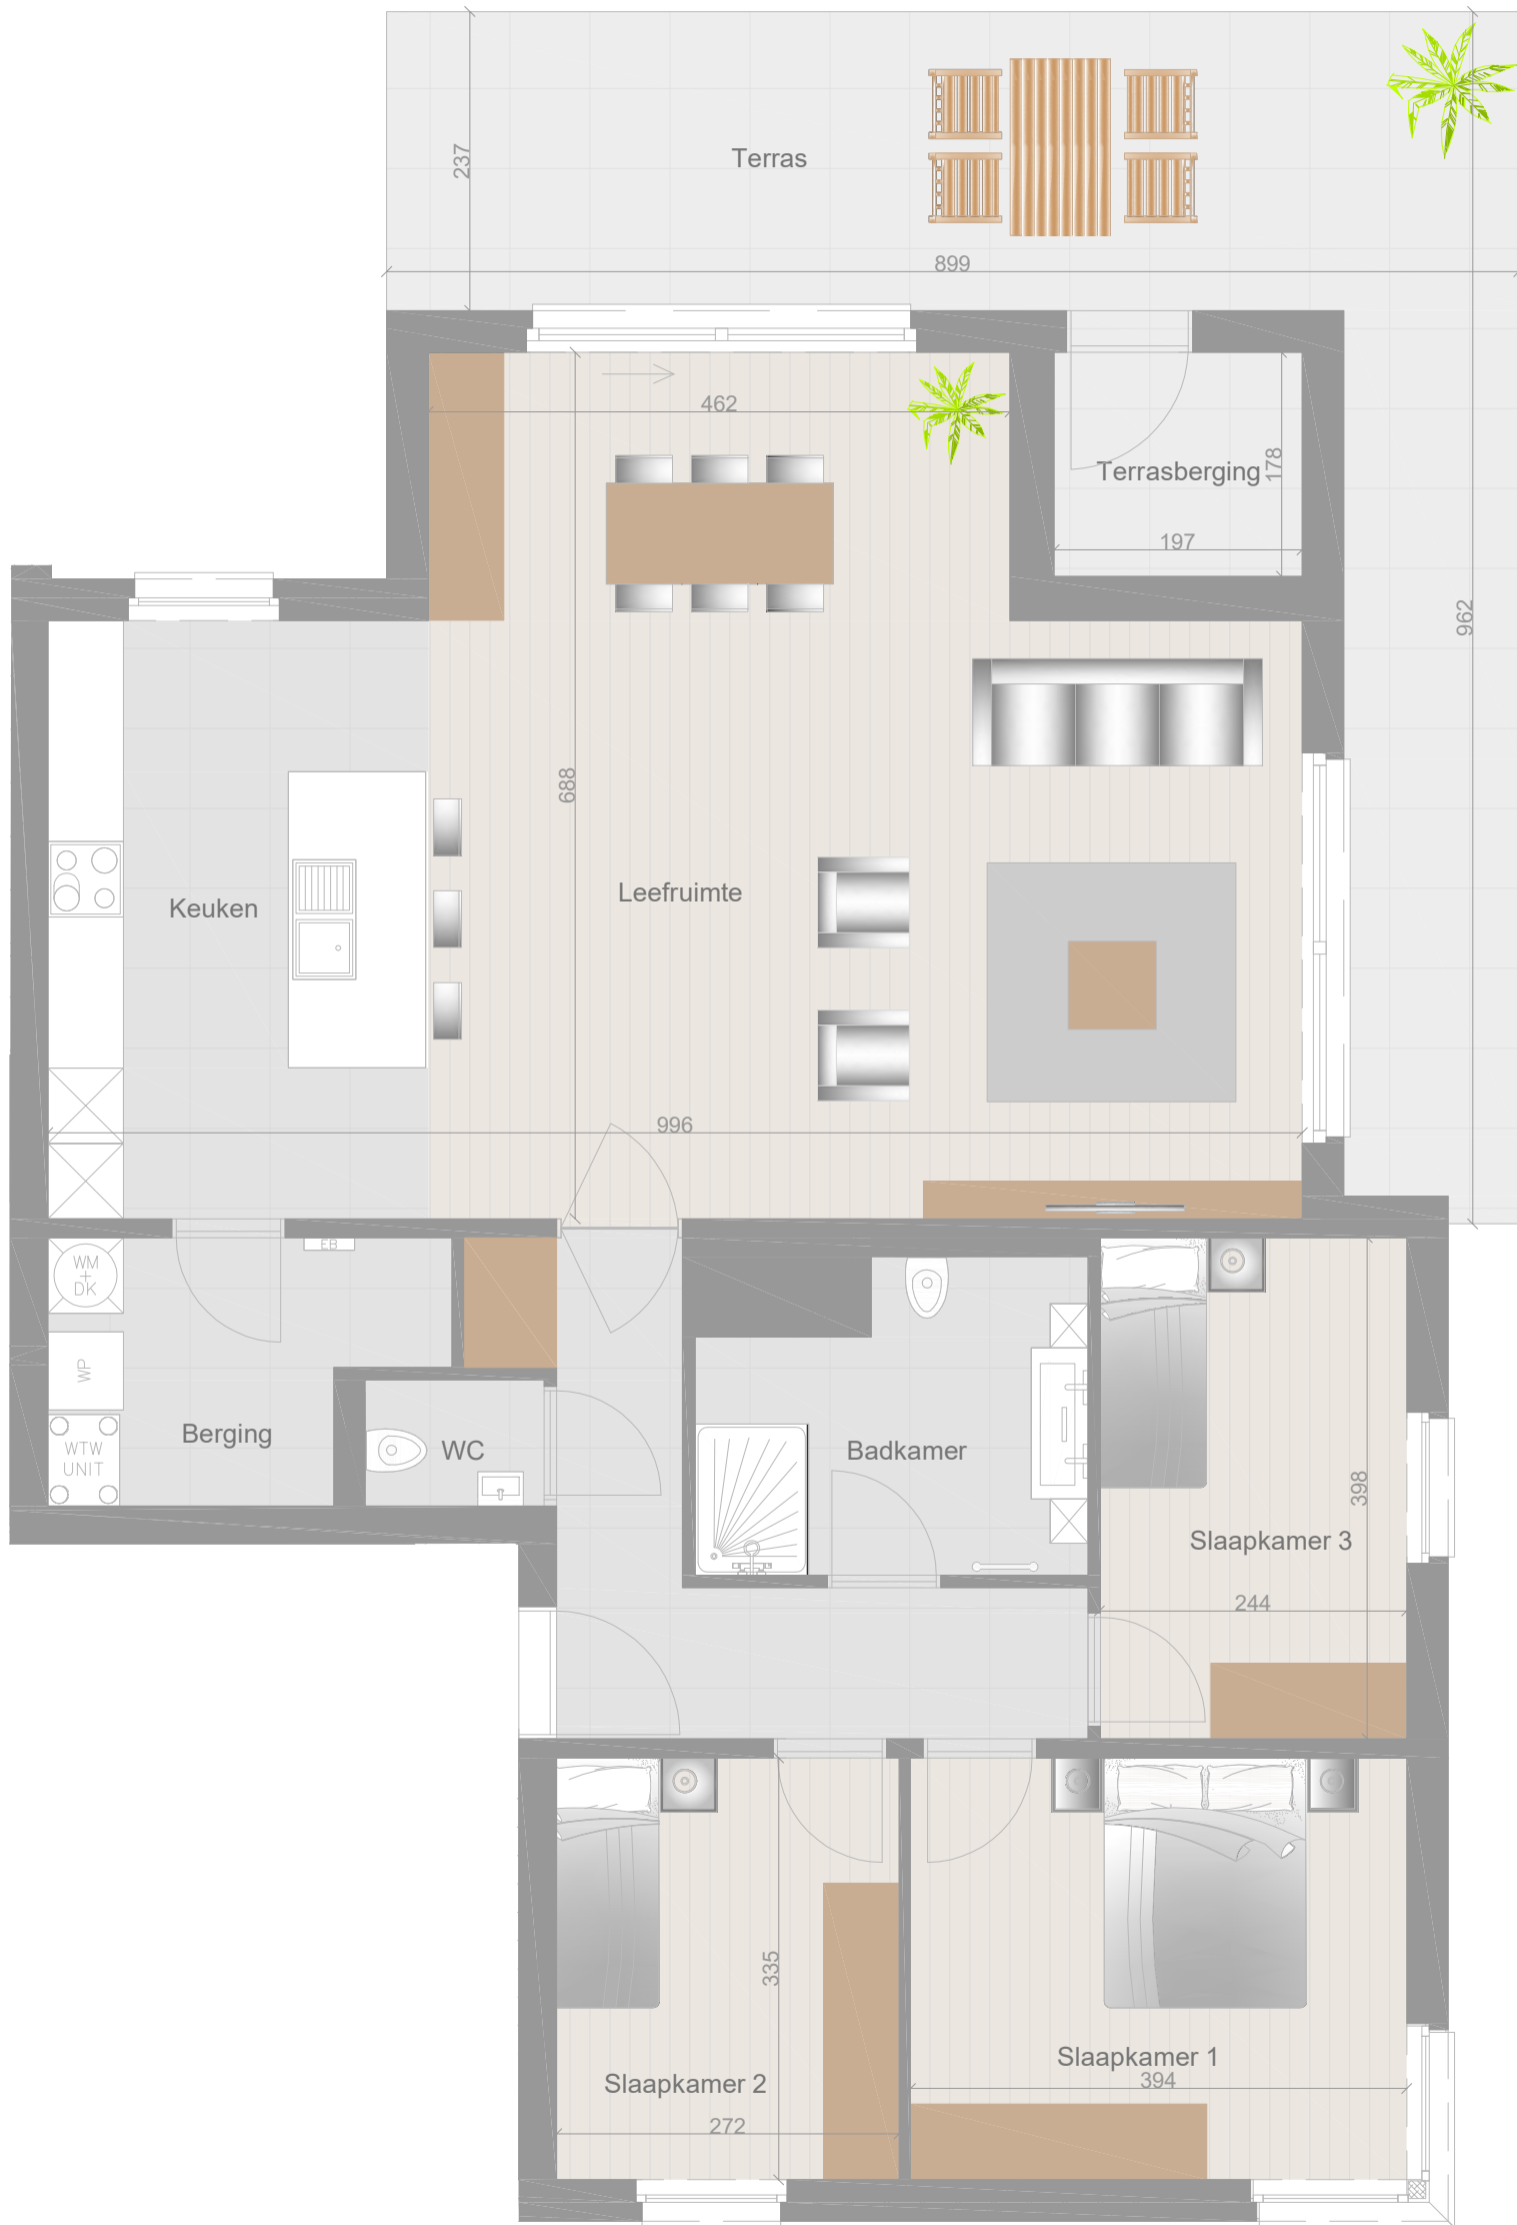 Terras
237
899
462
Terrasberging
178
197
962
688
Keuken
Leefruimte
996
WM
+
DK
EB
WP
Berging
WTW
UNIT
WC
Badkamer
398
Slaapkamer 3
244
335
Slaapkamer 1
394
Slaapkamer 2
272